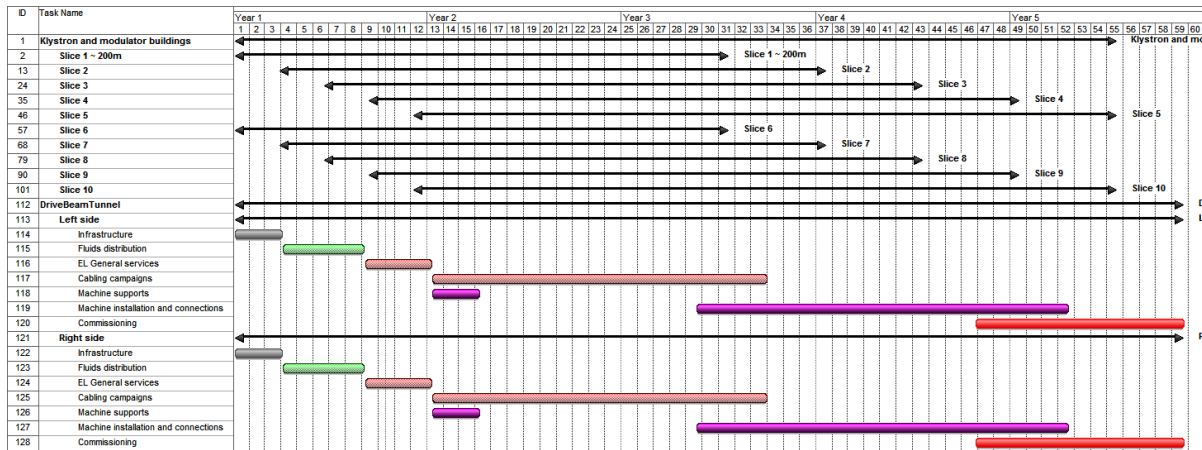 ID Task Name Year 1 Year 2 Year 3 Year 4 Year 5
1 2 3 4 5 6 7 8 9 10 11 12 13 14 15 16 17 18 19 20 21 22 23 24 25 26 27 28 29 30 31 32 33 34 35 36 37 38 39 40 41 42 43 44 45 46 47 48 49 50 51 52 53 54 55 56 57 58 59 60
1 Klystron and modulator buildings Klystron and mo
2 Slice 1 ~ 200m Slice 1 ~ 200m
13 Slice 2 Slice 2
24 Slice 3 Slice 3
35 Slice 4 Slice 4
46 Slice 5 Slice 5
57 Slice 6 Slice 6
68 Slice 7 Slice 7
79 Slice 8 Slice 8
90 Slice 9 Slice 9
101 Slice 10 Slice 10
112 DriveBeamTunnel D
113 Left side L
114 Infrastructure
115 Fluids distribution
116 EL General services
117 Cabling campaigns
118 Machine supports
119 Machine installation and connections
120 Commissioning
121 Right side R
122 Infrastructure
123 Fluids distribution
124 EL General services
125 Cabling campaigns
126 Machine supports
127 Machine installation and connections
128 Commissioning